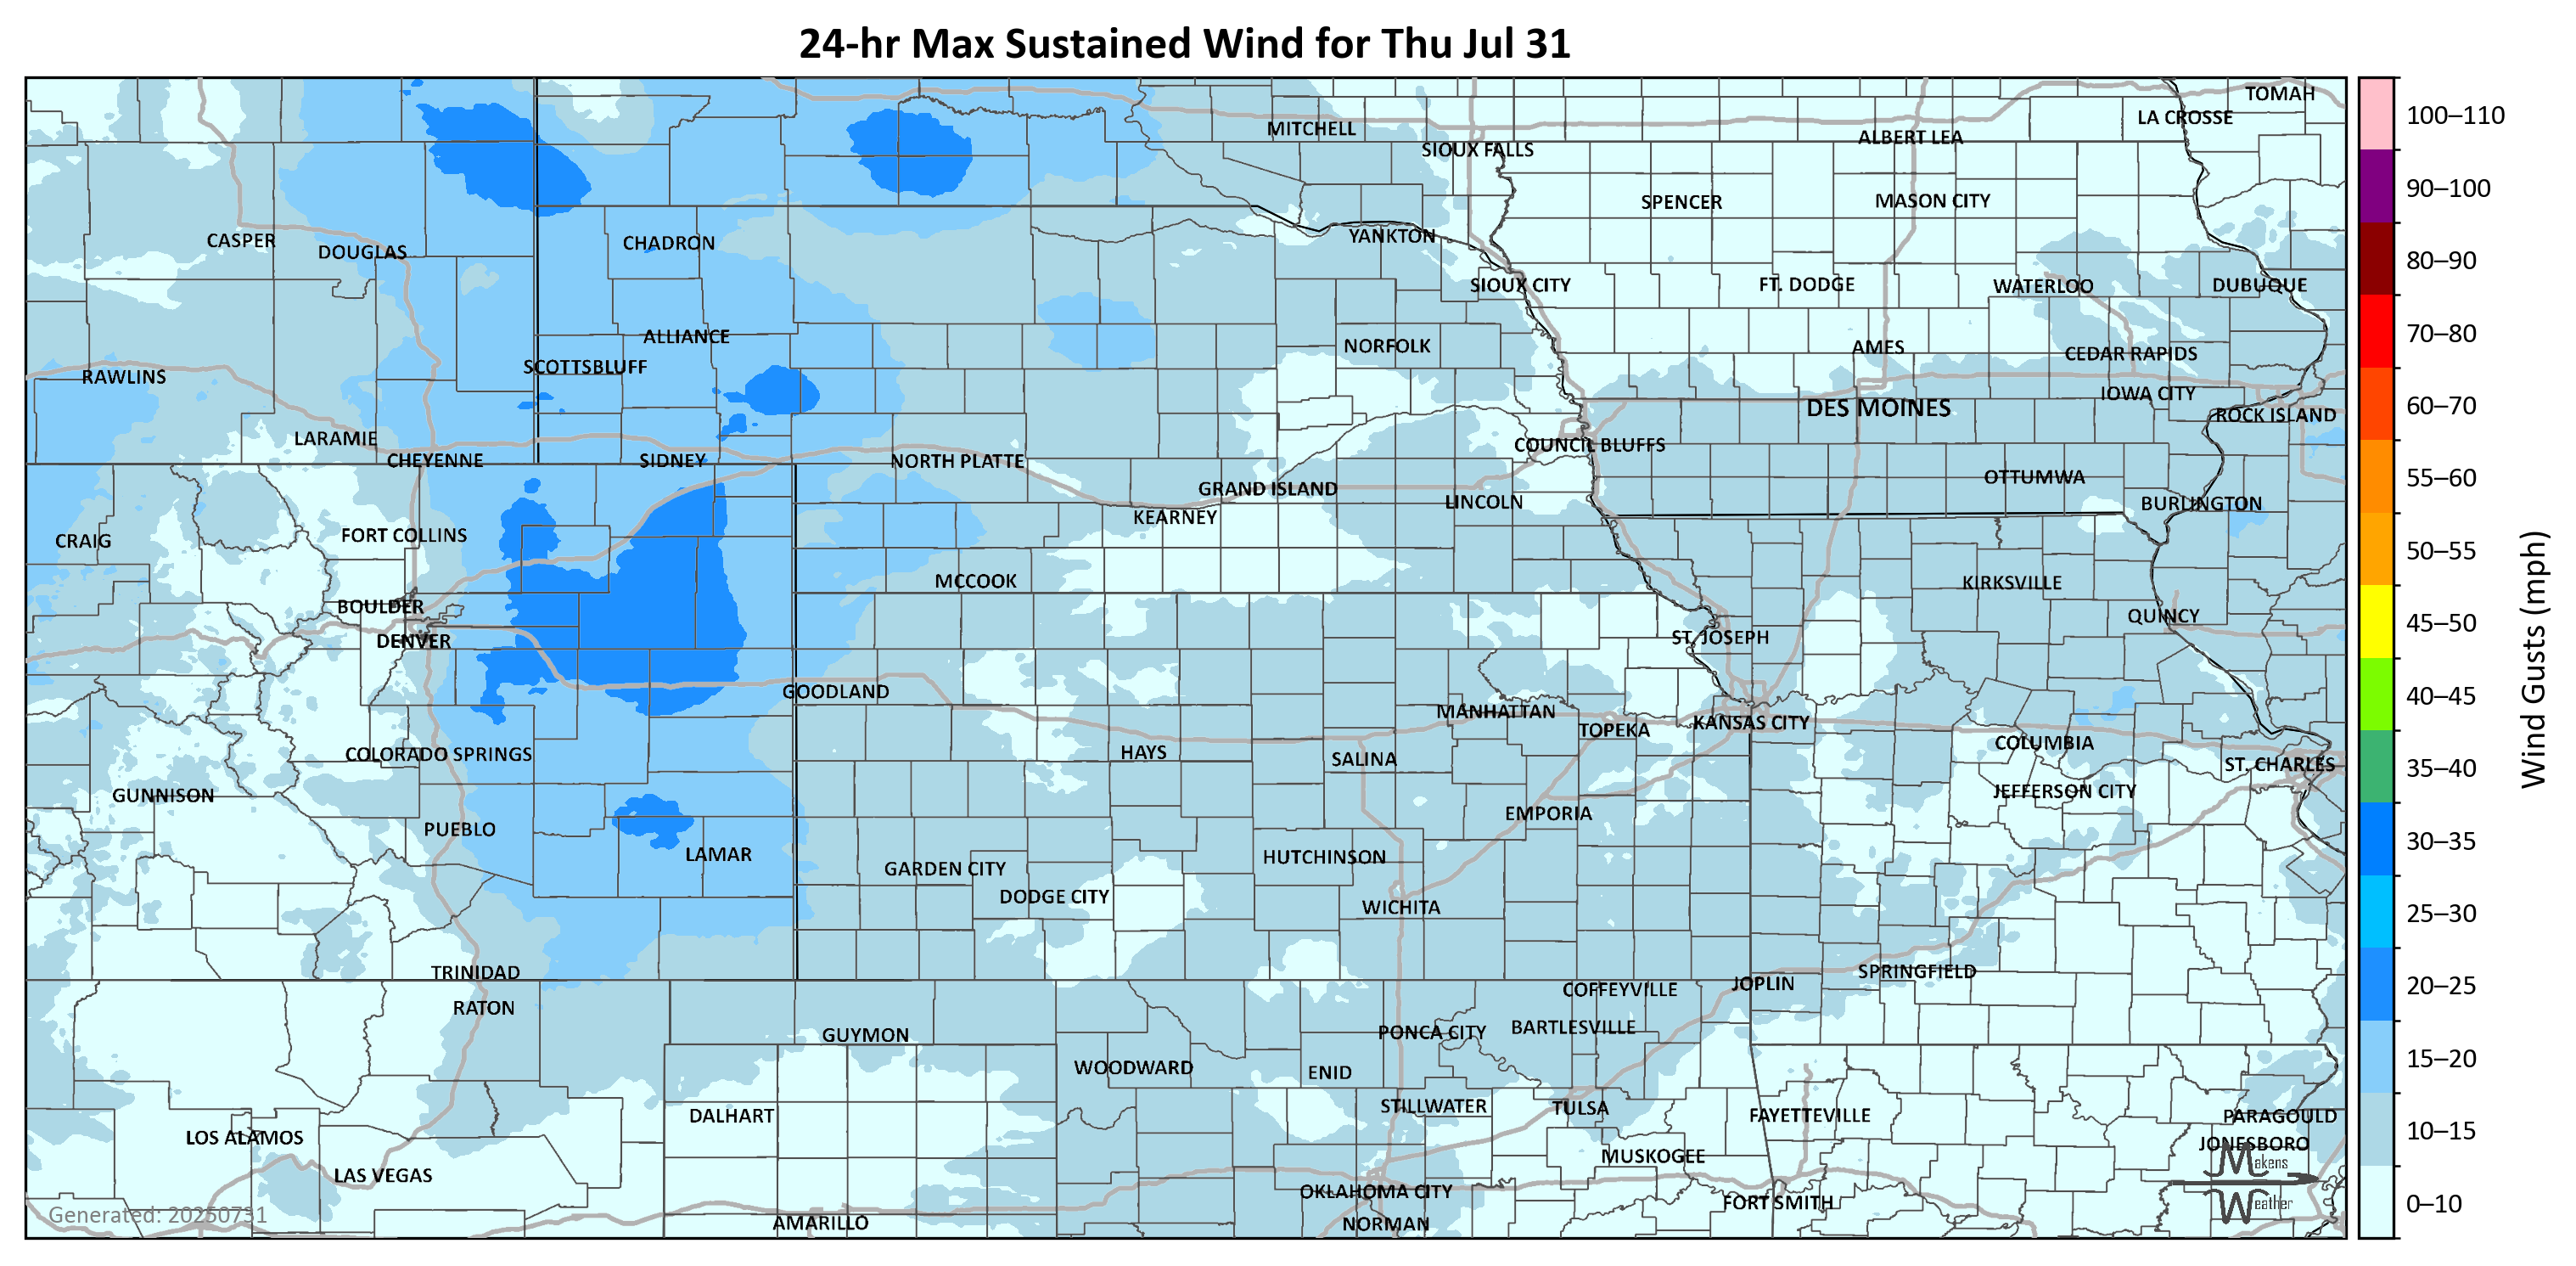 24-hr Max Sustained Wind for Thu Jul 31
TOMAH
LA CROSSE
MITCHELL
ALBERT LEA
SIOUX FALLS
SPENCER
MASON CITY
CASPER
DOUGLAS
CHADRON
YANKTON
SIOUX CITY
FT. DODGE
WATERLOO
DUBUQUE
ALLIANCE
NORFOLK
AMES
CEDAR RAPIDS
SCOTTSBLUFF
RAWLINS
IOWA CITY
DES MOINES
ROCK ISLAND
LARAMIE
COUNCIL BLUFFS
CHEYENNE
SIDNEY
NORTH PLATTE
OTTUMWA
GRAND ISLAND
LINCOLN
BURLINGTON
KEARNEY
FORT COLLINS
CRAIG
MCCOOK
KIRKSVILLE
BOULDER
QUINCY
DENVER
ST. JOSEPH
GOODLAND
MANHATTAN
TOPEKA
KANSAS CITY
COLUMBIA
COLORADO SPRINGS
HAYS
SALINA
ST. CHARLES
GUNNISON
JEFFERSON CITY
EMPORIA
PUEBLO
LAMAR
HUTCHINSON
GARDEN CITY
DODGE CITY
WICHITA
TRINIDAD
SPRINGFIELD
JOPLIN
COFFEYVILLE
RATON
BARTLESVILLE
PONCA CITY
GUYMON
WOODWARD
ENID
STILLWATER
TULSA
DALHART
FAYETTEVILLE
PARAGOULD
LOS ALAMOS
JONESBORO
MUSKOGEE
LAS VEGAS
OKLAHOMA CITY
FORT SMITH
AMARILLO
NORMAN
Makens
Weather
Generated: 20250731
100–110
90–100
80–90
70–80
60–70
55–60
50–55
45–50
40–45
35–40
30–35
25–30
20–25
15–20
10–15
0–10
Wind Gusts (mph)